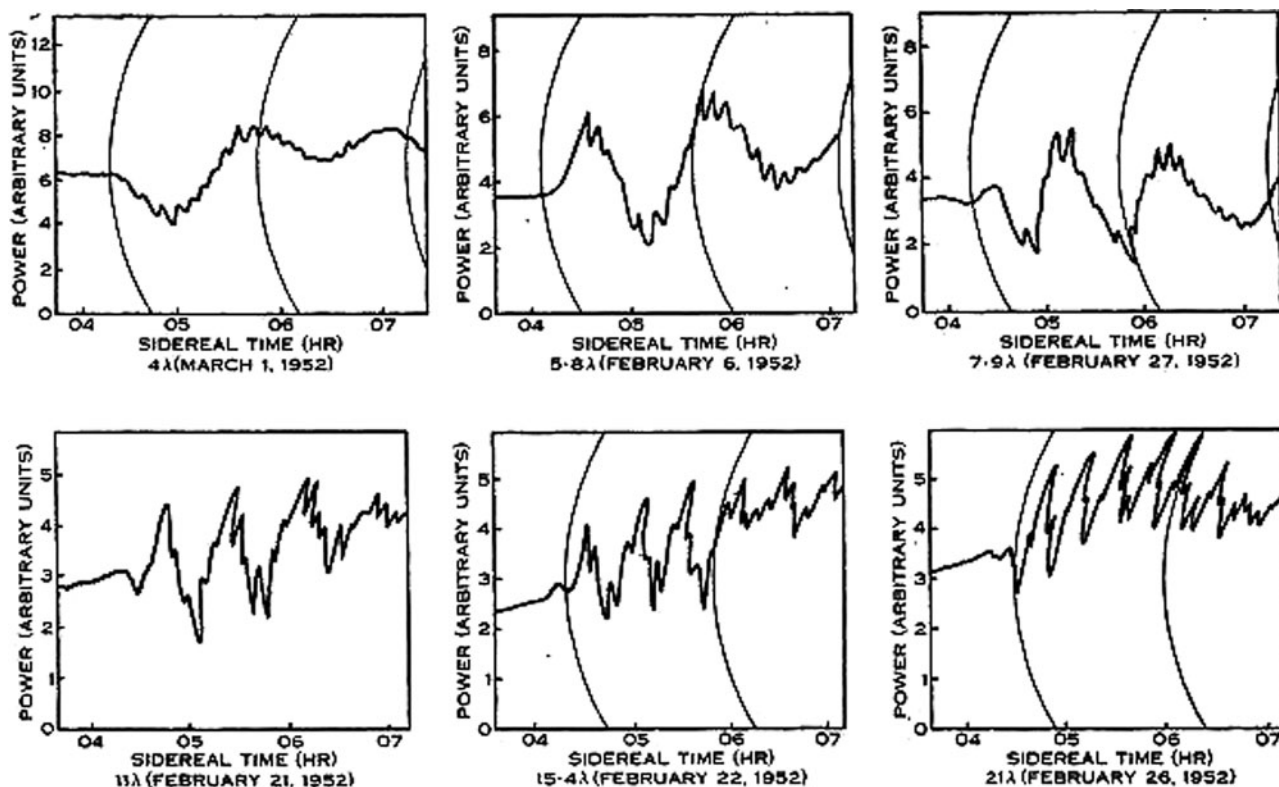 POWER (ARBITRARY UNITS)
12
10
8
6
4
2
0
04 05 06 07
SIDEREAL TIME (HR)
4λ (MARCH 1, 1952)
POWER (ARBITRARY UNITS)
8
6
4
2
0
04 05 06 07
SIDEREAL TIME (HR)
5·8λ (FEBRUARY 6, 1952)
POWER (ARBITRARY UNITS)
8
6
4
2
0
04 05 06 07
SIDEREAL TIME (HR)
7·9λ (FEBRUARY 27, 1952)
POWER (ARBITRARY UNITS)
5
4
3
2
1
0
04 05 06 07
SIDEREAL TIME (HR)
11λ (FEBRUARY 21, 1952)
POWER (ARBITRARY UNITS)
5
4
3
2
1
0
04 05 06 07
SIDEREAL TIME (HR)
15·4λ (FEBRUARY 22, 1952)
POWER (ARBITRARY UNITS)
5
4
3
2
1
0
04 05 06 07
SIDEREAL TIME (HR)
21λ (FEBRUARY 26, 1952)